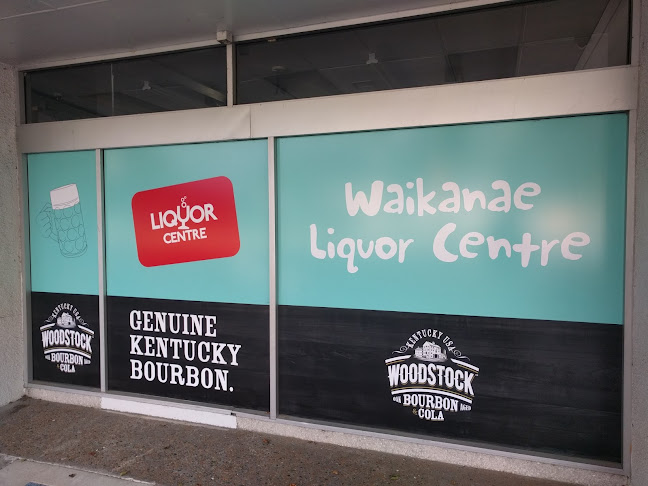 LIQUOR
CENTRE
Waikanae
Liquor Centre
KENTUCKY USA
WOODSTOCK
BOURBON
& COLA
GENUINE
KENTUCKY
BOURBON.
KENTUCKY USA
WOODSTOCK
BOURBON
& COLA